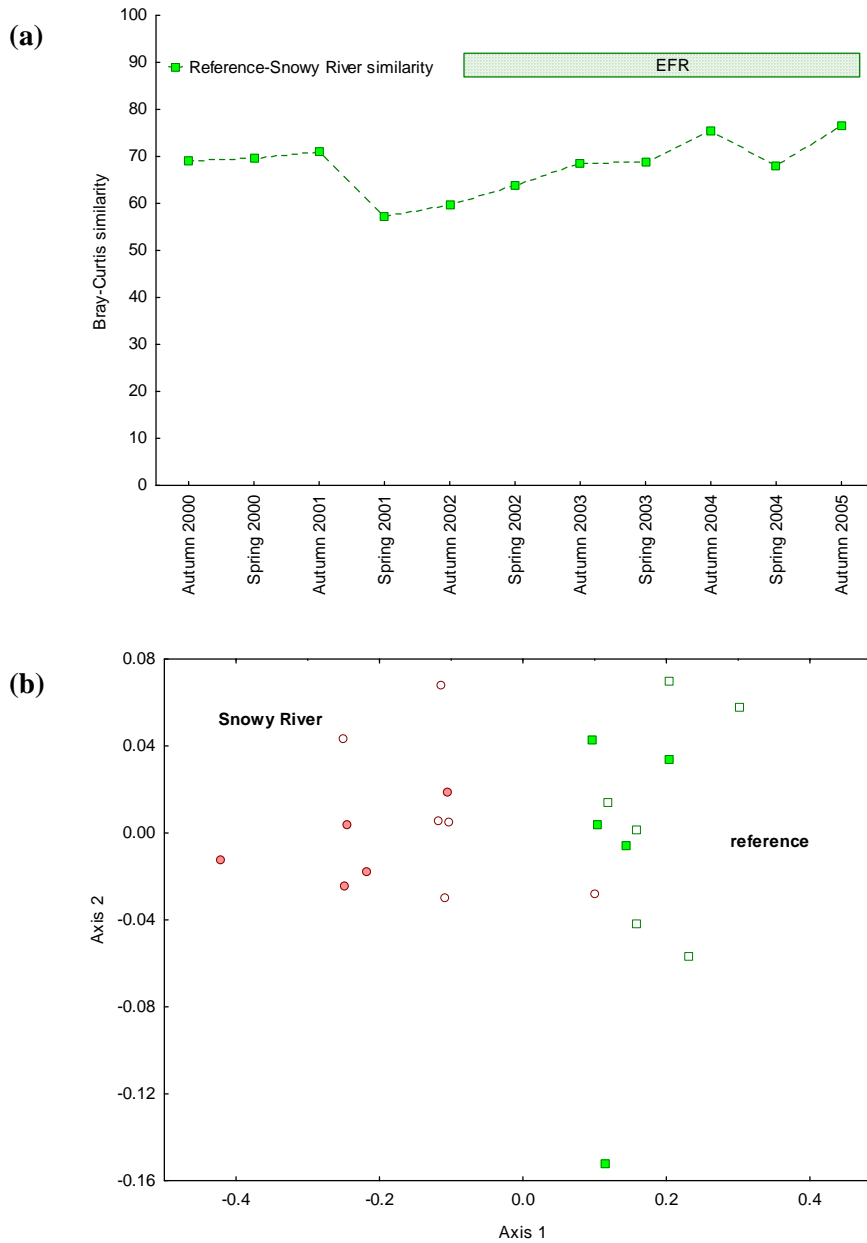 (a)
100
90
80
70
60
50
40
30
20
10
0
Bray-Curtis similarity
Reference-Snowy River similarity
EFR
Autumn 2000
Spring 2000
Autumn 2001
Spring 2001
Autumn 2002
Spring 2002
Autumn 2003
Spring 2003
Autumn 2004
Spring 2004
Autumn 2005
(b)
0.08
0.04
0.00
-0.04
-0.08
-0.12
-0.16
Axis 2
Snowy River
reference
-0.4
-0.2
0.0
0.2
0.4
Axis 1